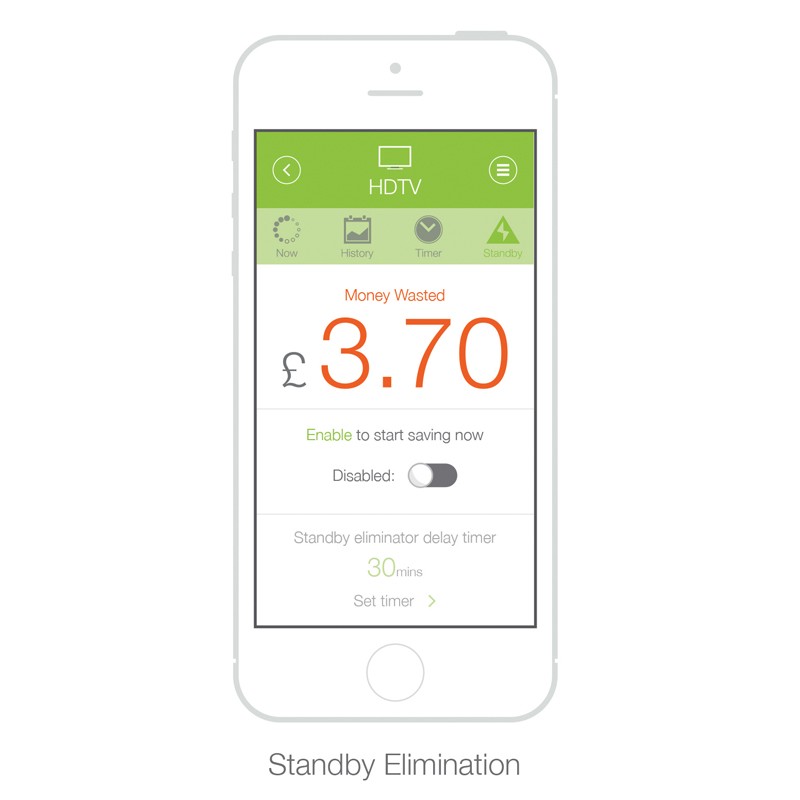 HDTV
Now History Timer Standby
Money Wasted
£ 3.70
Enable to start saving now
Disabled:
Standby eliminator delay timer
30mins
Set timer
Standby Elimination